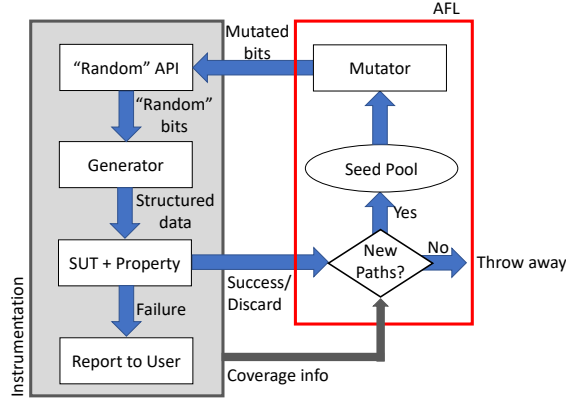 AFL
Mutated
bits
“Random” API
Mutator
“Random”
bits
Generator
Seed Pool
Structured
data
Yes
SUT + Property
New
Paths?
No
Throw away
Success/
Discard
Failure
Report to User
Coverage info
Instrumentation